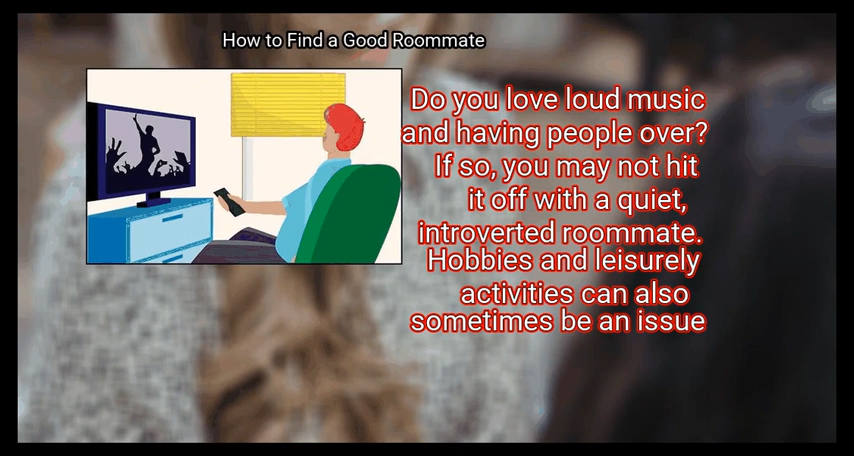 How to Find a Good Roommate
Do you love loud music
and having people over?
If so, you may not hit
it off with a quiet,
introverted roommate.
Hobbies and leisurely
activities can also
sometimes be an issue